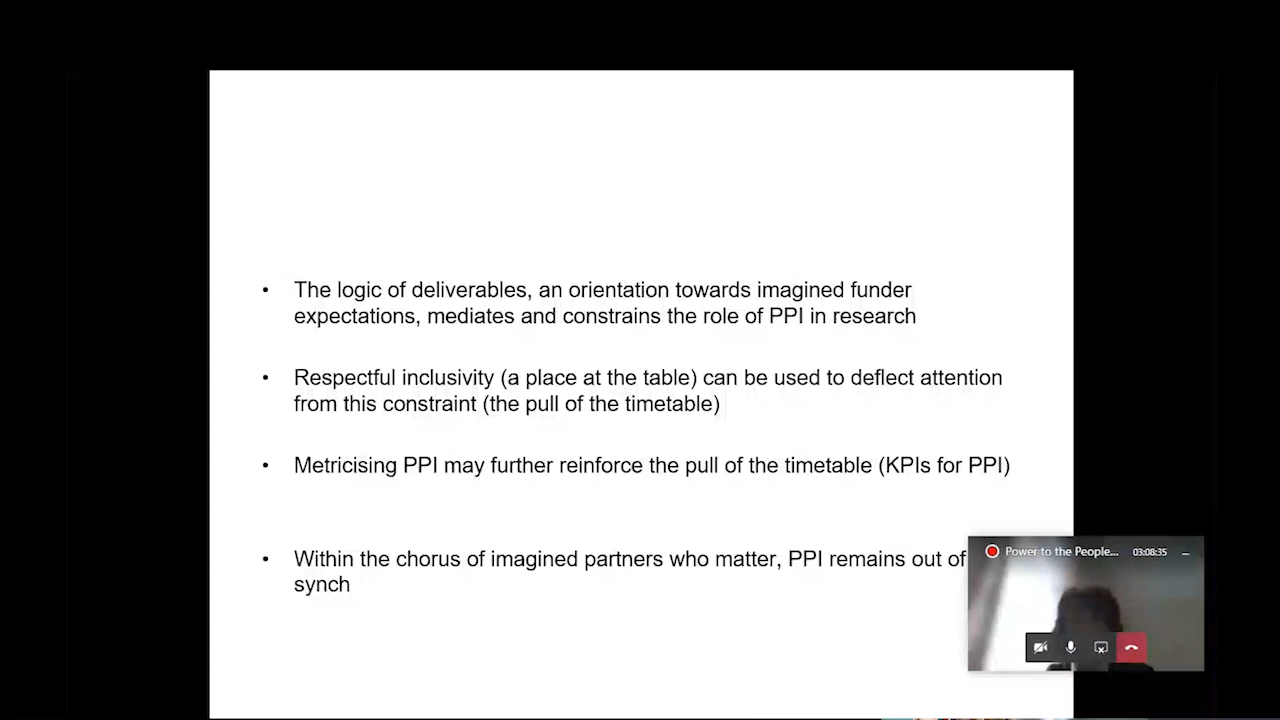 • The logic of deliverables, an orientation towards imagined funder
expectations, mediates and constrains the role of PPI in research
• Respectful inclusivity (a place at the table) can be used to deflect attention
from this constraint (the pull of the timetable)
• Metricising PPI may further reinforce the pull of the timetable (KPIs for PPI)
• Within the chorus of imagined partners who matter, PPI remains out of
synch
Power to the People... 03:08:35